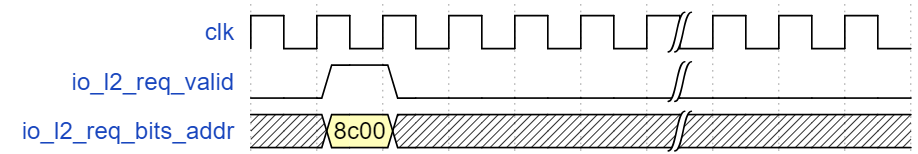 clk
io_l2_req_valid
io_l2_req_bits_addr 8c00